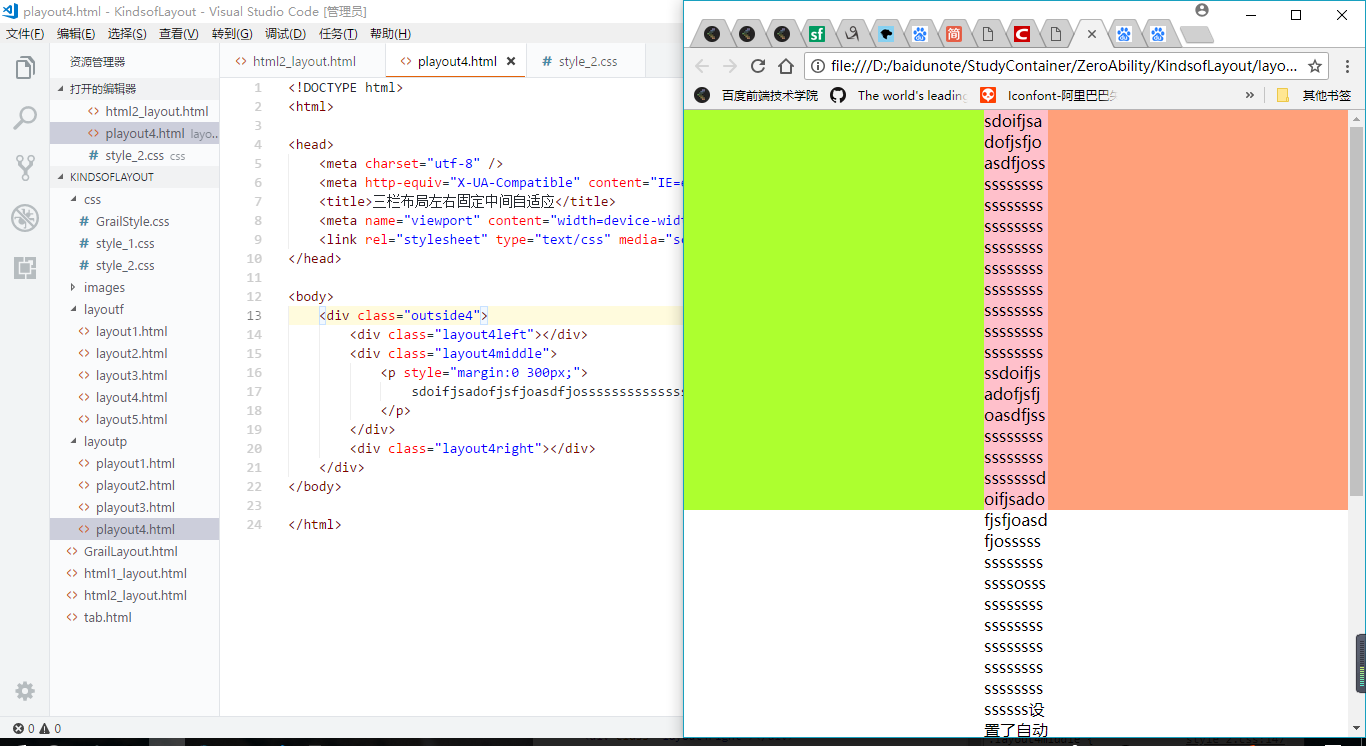 playout4.html - KindsofLayout - Visual Studio Code [管理员]
文件(F) 编辑(E) 选择(S) 查看(V) 转到(G) 调试(D) 任务(T) 帮助(H)
资源管理器
打开的编辑器
html2_layout.html
playout4.html layo...
style_2.css css
KINDSOFLAYOUT
css
GrailStyle.css
style_1.css
style_2.css
images
layoutf
layout1.html
layout2.html
layout3.html
layout4.html
layout5.html
layoutp
playout1.html
playout2.html
playout3.html
playout4.html
GrailLayout.html
html1_layout.html
html2_layout.html
tab.html
0 0
html2_layout.html playout4.html style_2.css
1 <!DOCTYPE html>
2 <html>
3
4 <head>
5 <meta charset="utf-8" />
6 <meta http-equiv="X-UA-Compatible" content="IE=
7 <title>三栏布局左右固定中间自适应</title>
8 <meta name="viewport" content="width=device-widt
9 <link rel="stylesheet" type="text/css" media="sc
10 </head>
11
12 <body>
13 <div class="outside4">
14 <div class="layout4left"></div>
15 <div class="layout4middle">
16 <p style="margin:0 300px;">
17 sdoifjsadofjsfjoasdfjossssssssssssssss
18 </p>
19 </div>
20 <div class="layout4right"></div>
21 </div>
22 </body>
23
24 </html>
sf 简 C
file:///D:/baidunote/StudyContainer/ZeroAbility/KindsofLayout/layo...
百度前端技术学院 The world's leading Iconfont-阿里巴巴 » 其他书签
sdoifjsa
dofjsfjo
asdfjoss
ssssssss
ssssssss
ssssssss
ssssssss
ssssssss
ssssssss
ssssssss
ssssssss
ssssssss
ssdoifjs
adofjsfj
oasdfjss
ssssssss
ssssssss
sssssssd
oifjsado
fjsfjoasd
fjosssss
ssssssss
ssssosss
ssssssss
ssssssss
ssssssss
ssssssss
ssssssss
ssssss设
置了自动